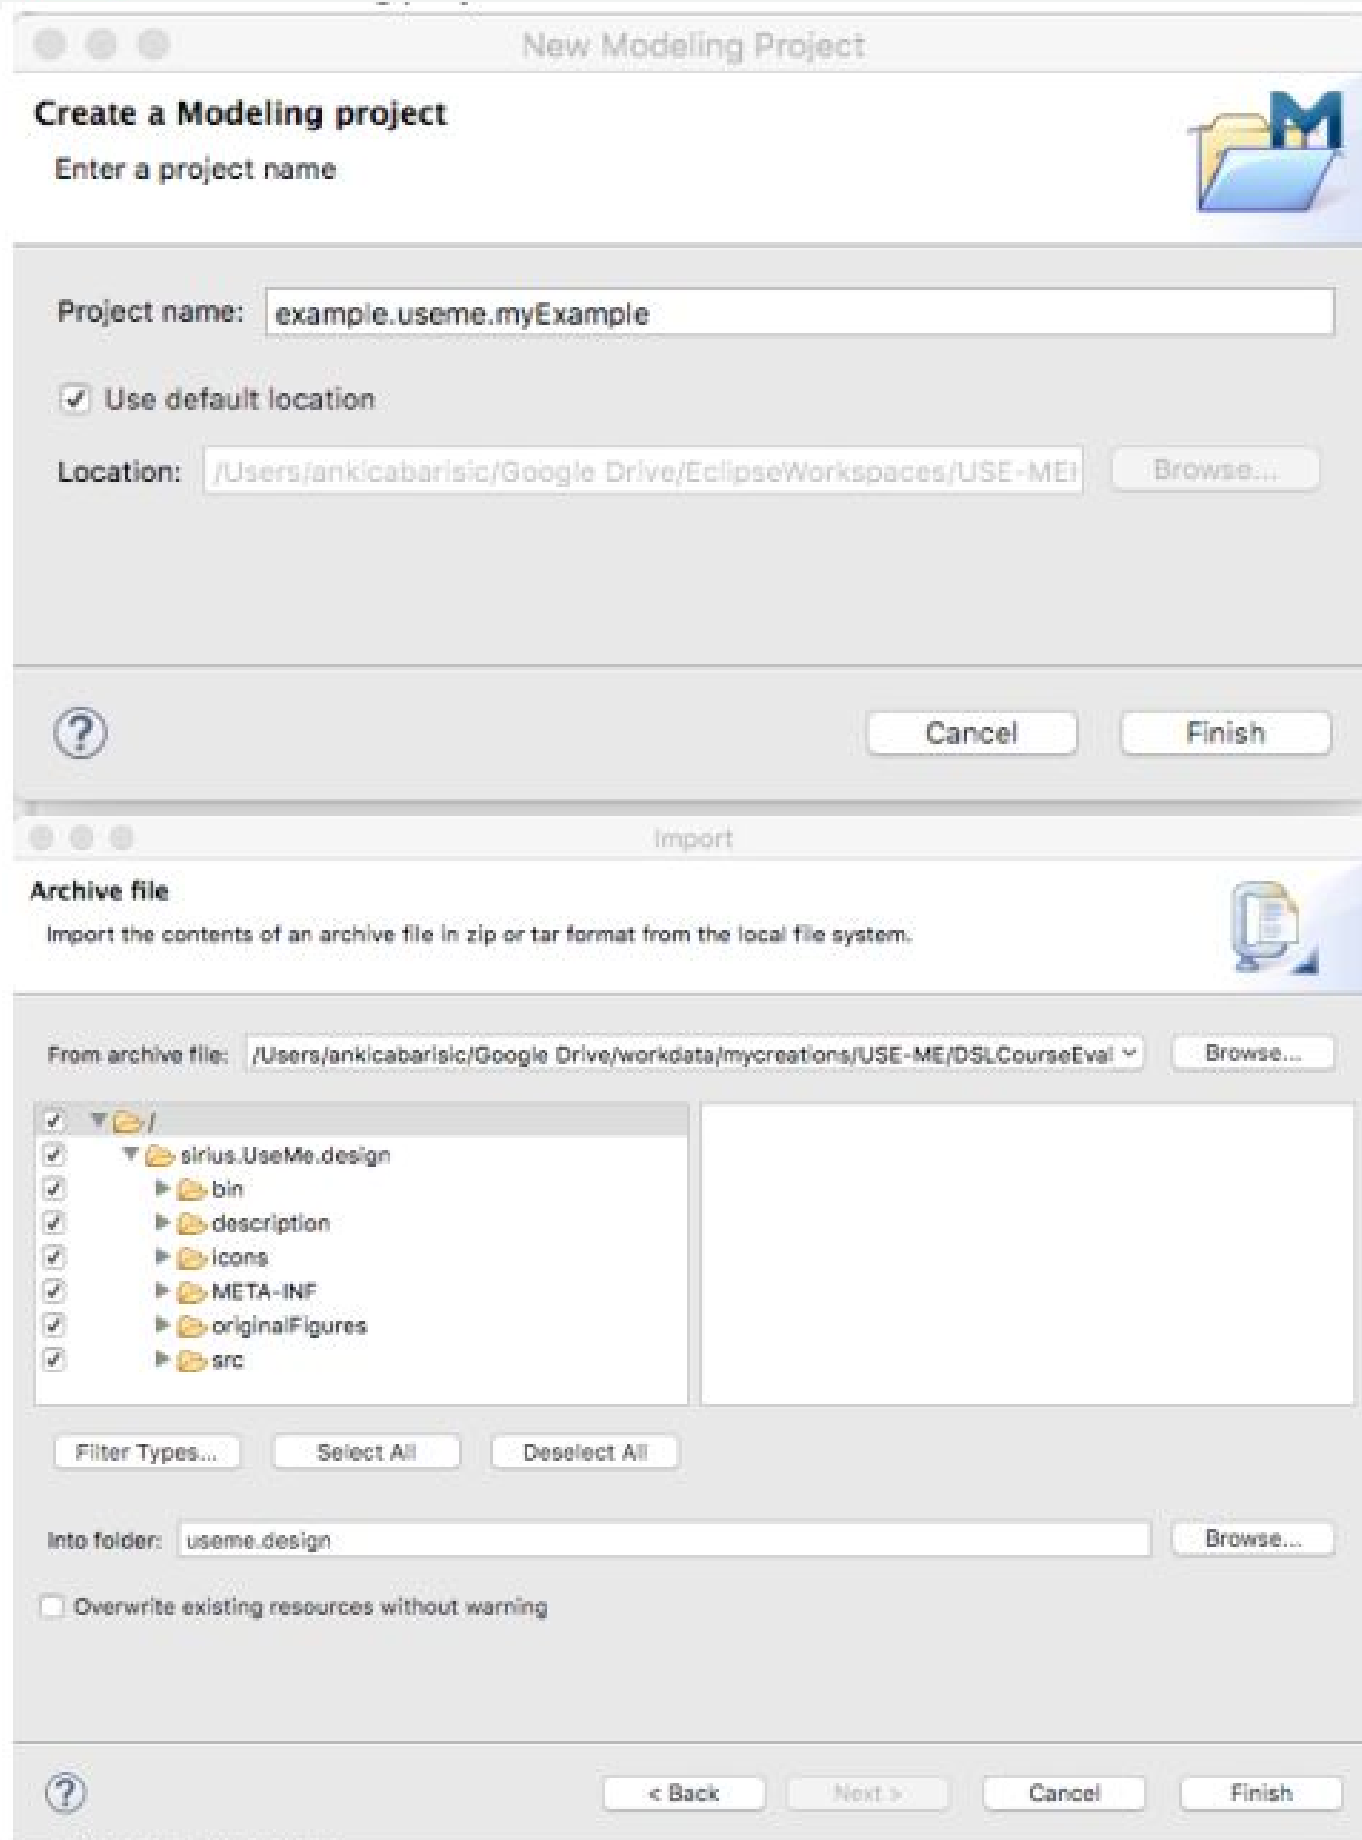 New Modeling Project
Create a Modeling project
Enter a project name
Project name: example.useme.myExample
Use default location
Location: /Users/ankicabarisic/Google Drive/EclipseWorkspaces/USE-ME Browse...
Cancel Finish
Import
Archive file
Import the contents of an archive file in zip or tar format from the local file system.
From archive file: /Users/ankicabarisic/Google Drive/workdata/mycreations/USE-ME/DSLCourseEval Browse...
/
sirius.UseMe.design
bin
description
icons
META-INF
originalFigures
src
Filter Types... Select All Deselect All
Into folder: useme.design Browse...
Overwrite existing resources without warning
< Back Next > Cancel Finish